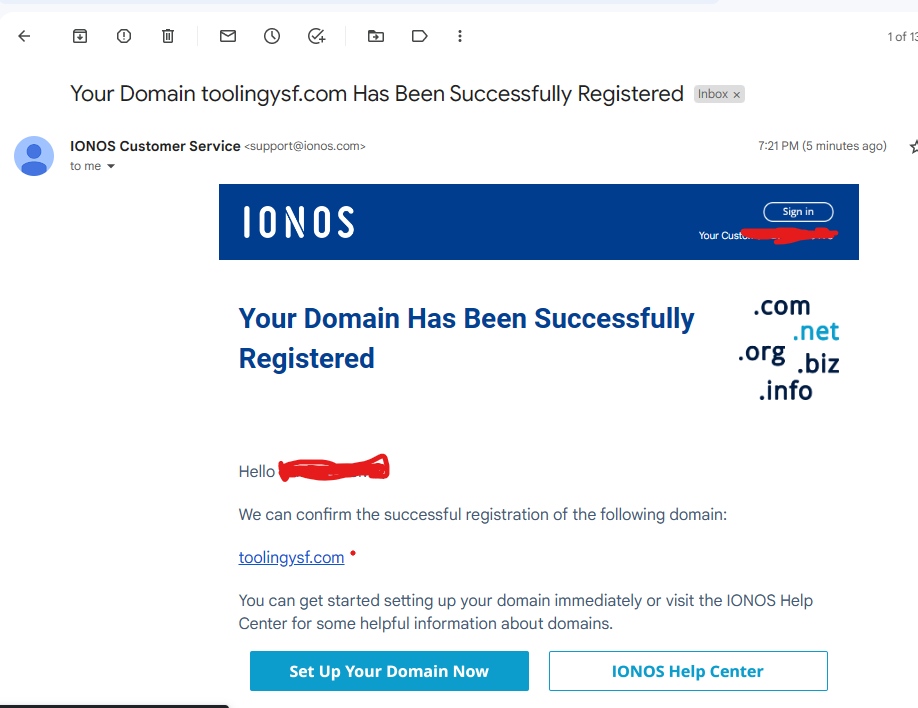 1 of 13
Your Domain toolingysf.com Has Been Successfully Registered Inbox ×
IONOS Customer Service <support@ionos.com> 7:21 PM (5 minutes ago)
to me
IONOS
Sign in
Your
Your Domain Has Been Successfully
Registered
.com
.net
.org
.biz
.info
Hello
We can confirm the successful registration of the following domain:
toolingysf.com
You can get started setting up your domain immediately or visit the IONOS Help
Center for some helpful information about domains.
Set Up Your Domain Now IONOS Help Center